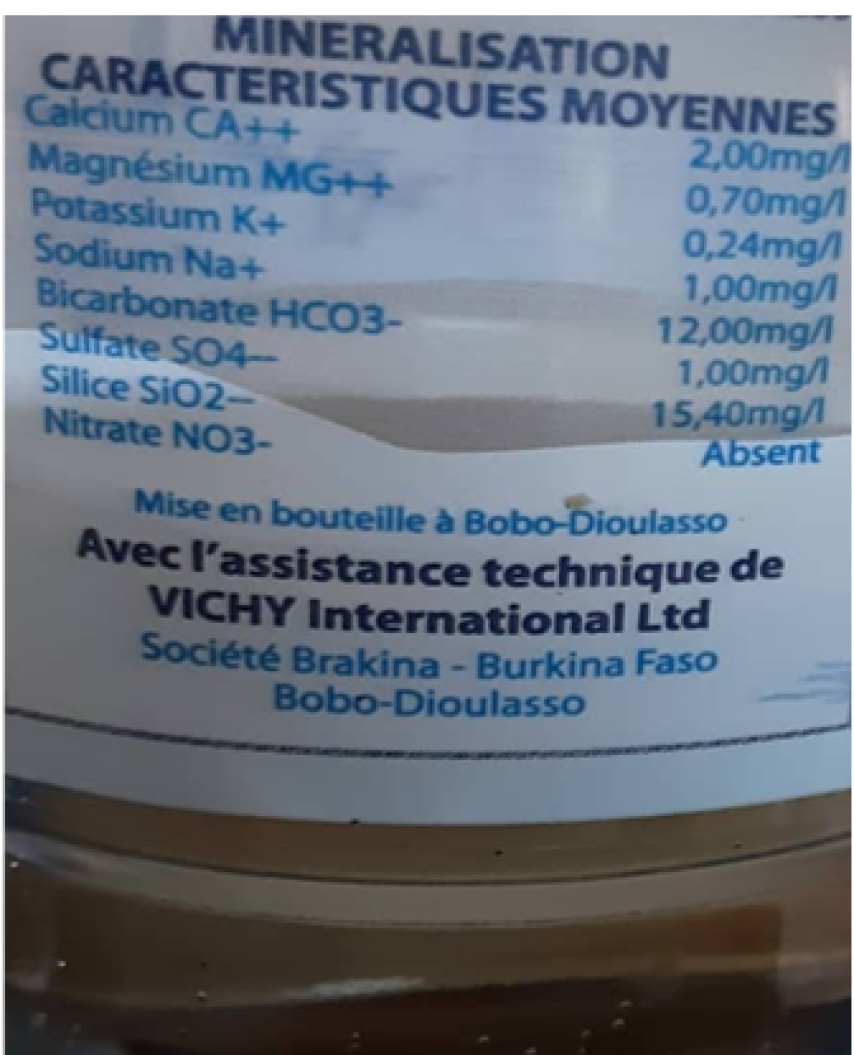 MINERALISATION
CARACTERISTIQUES MOYENNES
Calcium CA++ 2,00mg/l
Magnésium MG++ 0,70mg/l
Potassium K+ 0,24mg/l
Sodium Na+ 1,00mg/l
Bicarbonate HCO3- 12,00mg/l
Sulfate SO4-- 1,00mg/l
Silice SiO2-- 15,40mg/l
Nitrate NO3- Absent
Mise en bouteille à Bobo-Dioulasso
Avec l'assistance technique de
VICHY International Ltd
Société Brakina - Burkina Faso
Bobo-Dioulasso